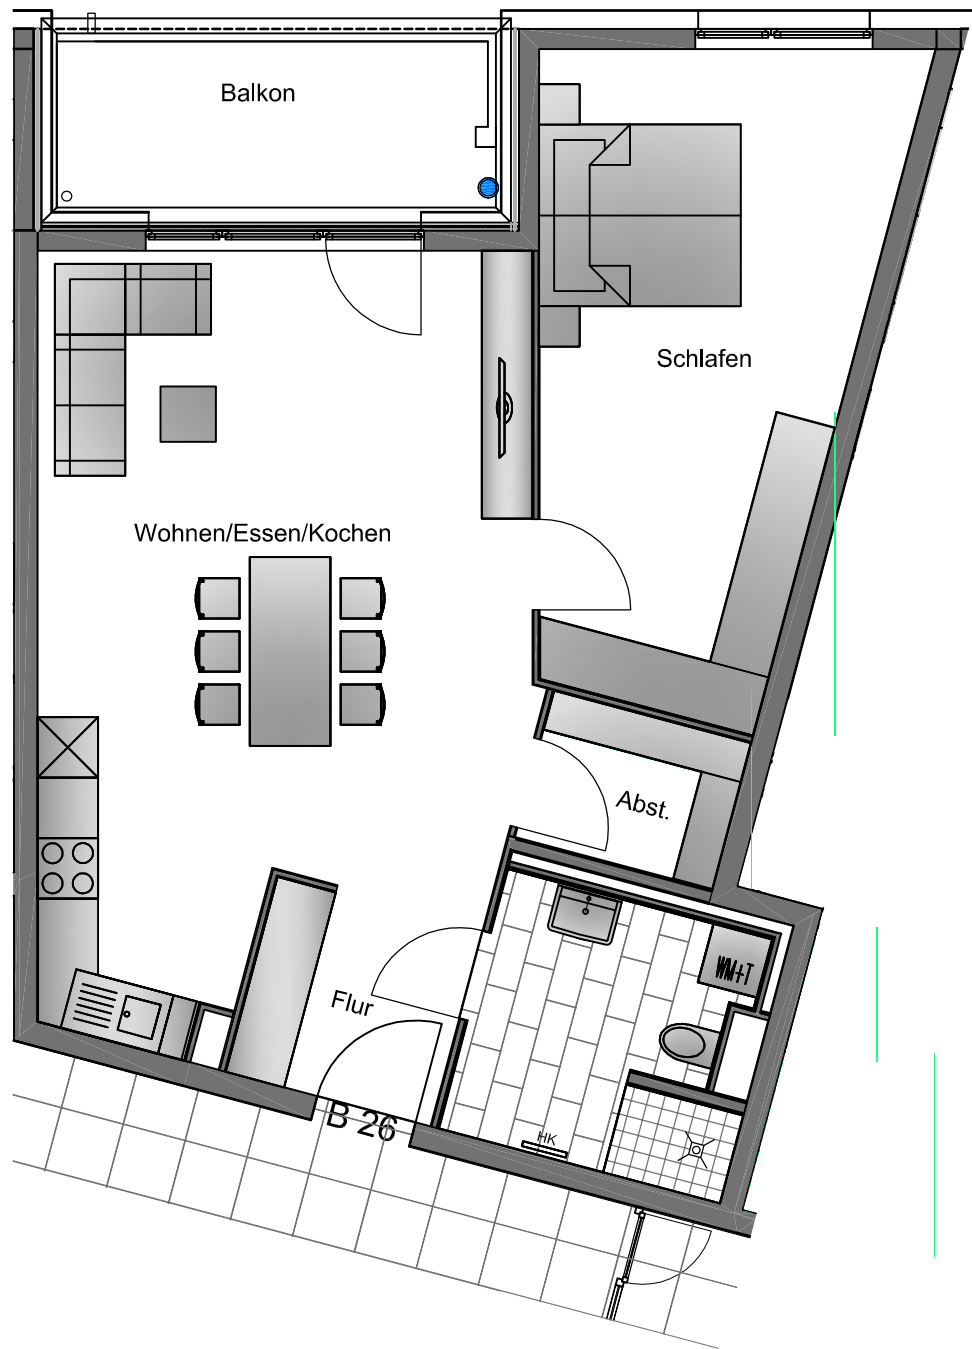 Balkon
Schlafen
Wohnen/Essen/Kochen
Abst.
WM+T
Flur
B 26
HK